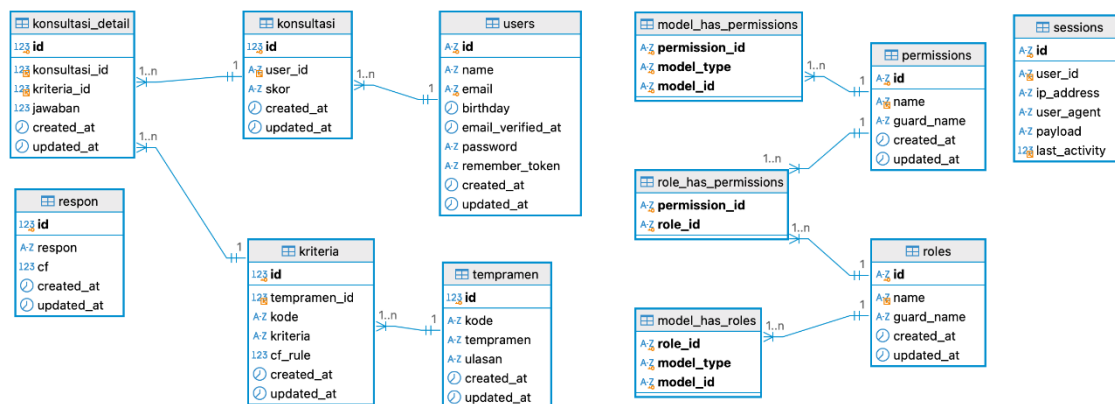 konsultasi_detail
123 id
123 konsultasi_id
123 kriteria_id
123 jawaban
created_at
updated_at
1..n
1
1..n
konsultasi
123 id
A-Z user_id
A-Z skor
created_at
updated_at
1..n
1
users
A-Z id
A-Z name
A-Z email
birthday
email_verified_at
A-Z password
A-Z remember_token
created_at
updated_at
respon
123 id
A-Z respon
123 cf
created_at
updated_at
1
kriteria
123 id
123 tempramen_id
A-Z kode
A-Z kriteria
123 cf_rule
created_at
updated_at
1..n
1
tempramen
123 id
A-Z kode
A-Z tempramen
A-Z ulasan
created_at
updated_at
model_has_permissions
A-Z permission_id
A-Z model_type
A-Z model_id
1..n
1
permissions
A-Z id
A-Z name
A-Z guard_name
created_at
updated_at
1
1..n
role_has_permissions
A-Z permission_id
A-Z role_id
1..n
1
roles
A-Z id
A-Z name
A-Z guard_name
created_at
updated_at
1
1..n
model_has_roles
A-Z role_id
A-Z model_type
A-Z model_id
sessions
A-Z id
A-Z user_id
A-Z ip_address
A-Z user_agent
A-Z payload
123 last_activity